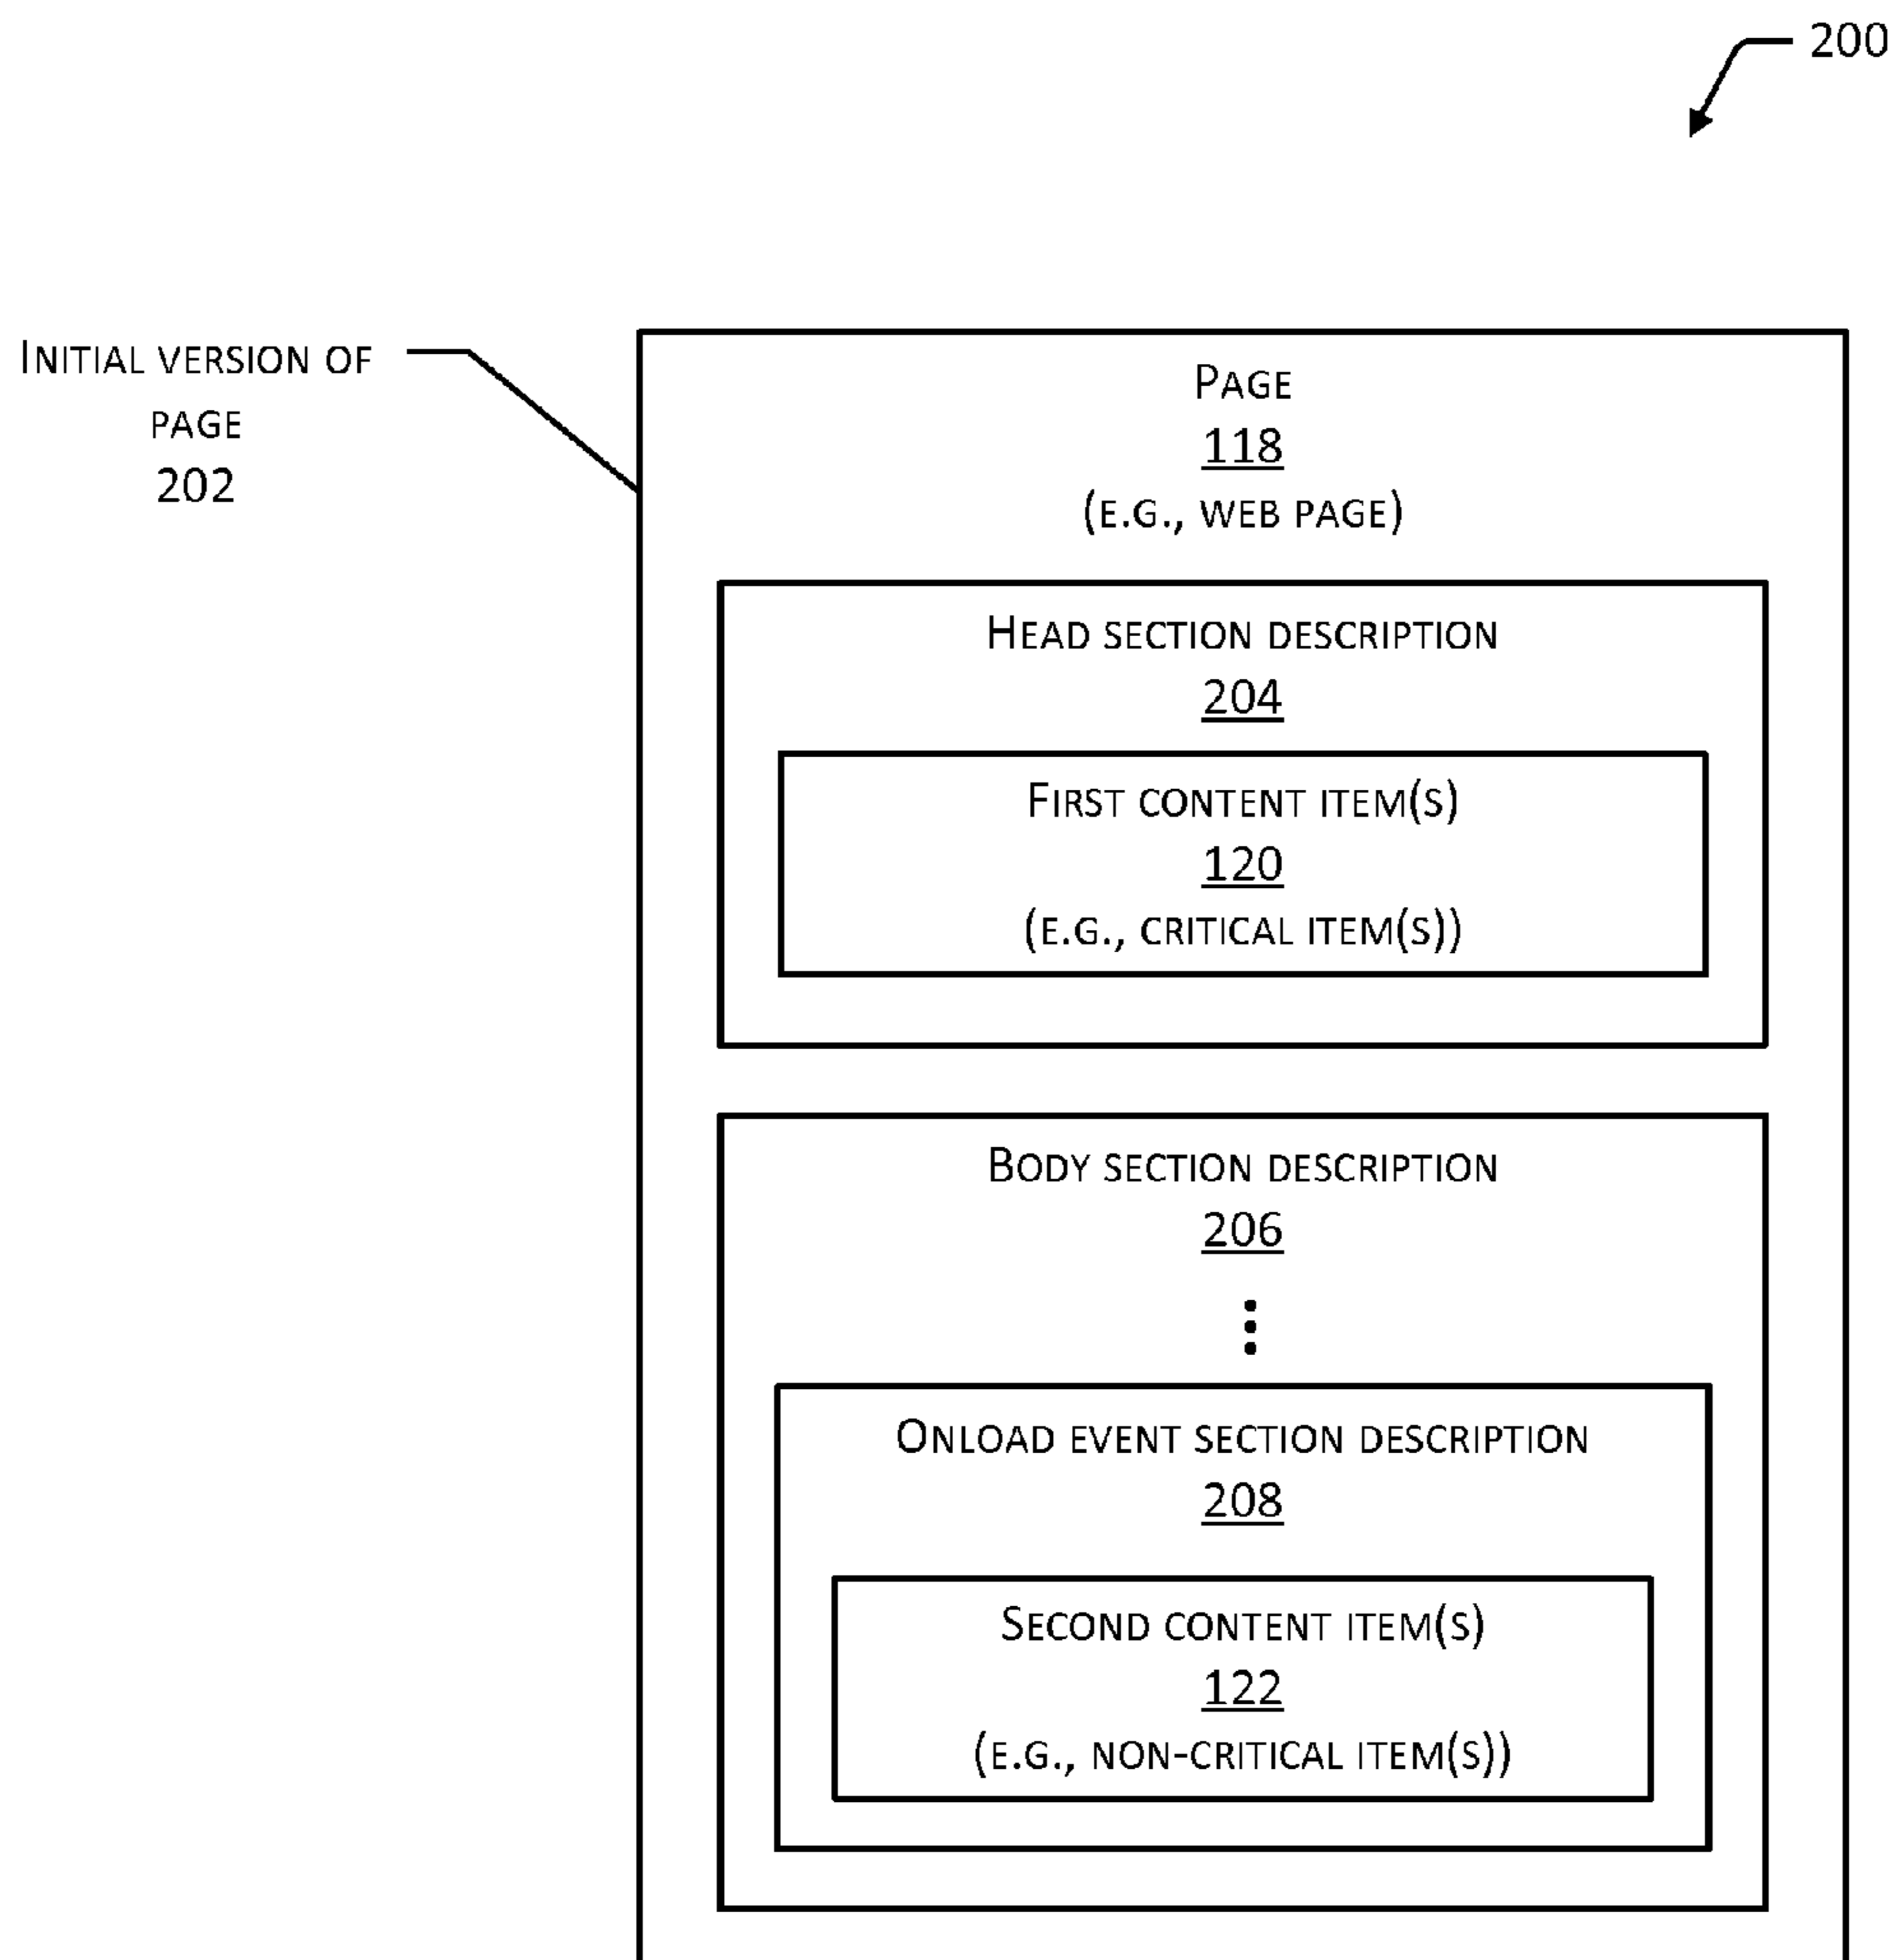 200
Initial version of
page
202
Page
118
(e.g., web page)
Head section description
204
First content item(s)
120
(e.g., critical item(s))
Body section description
206
Onload event section description
208
Second content item(s)
122
(e.g., non-critical item(s))